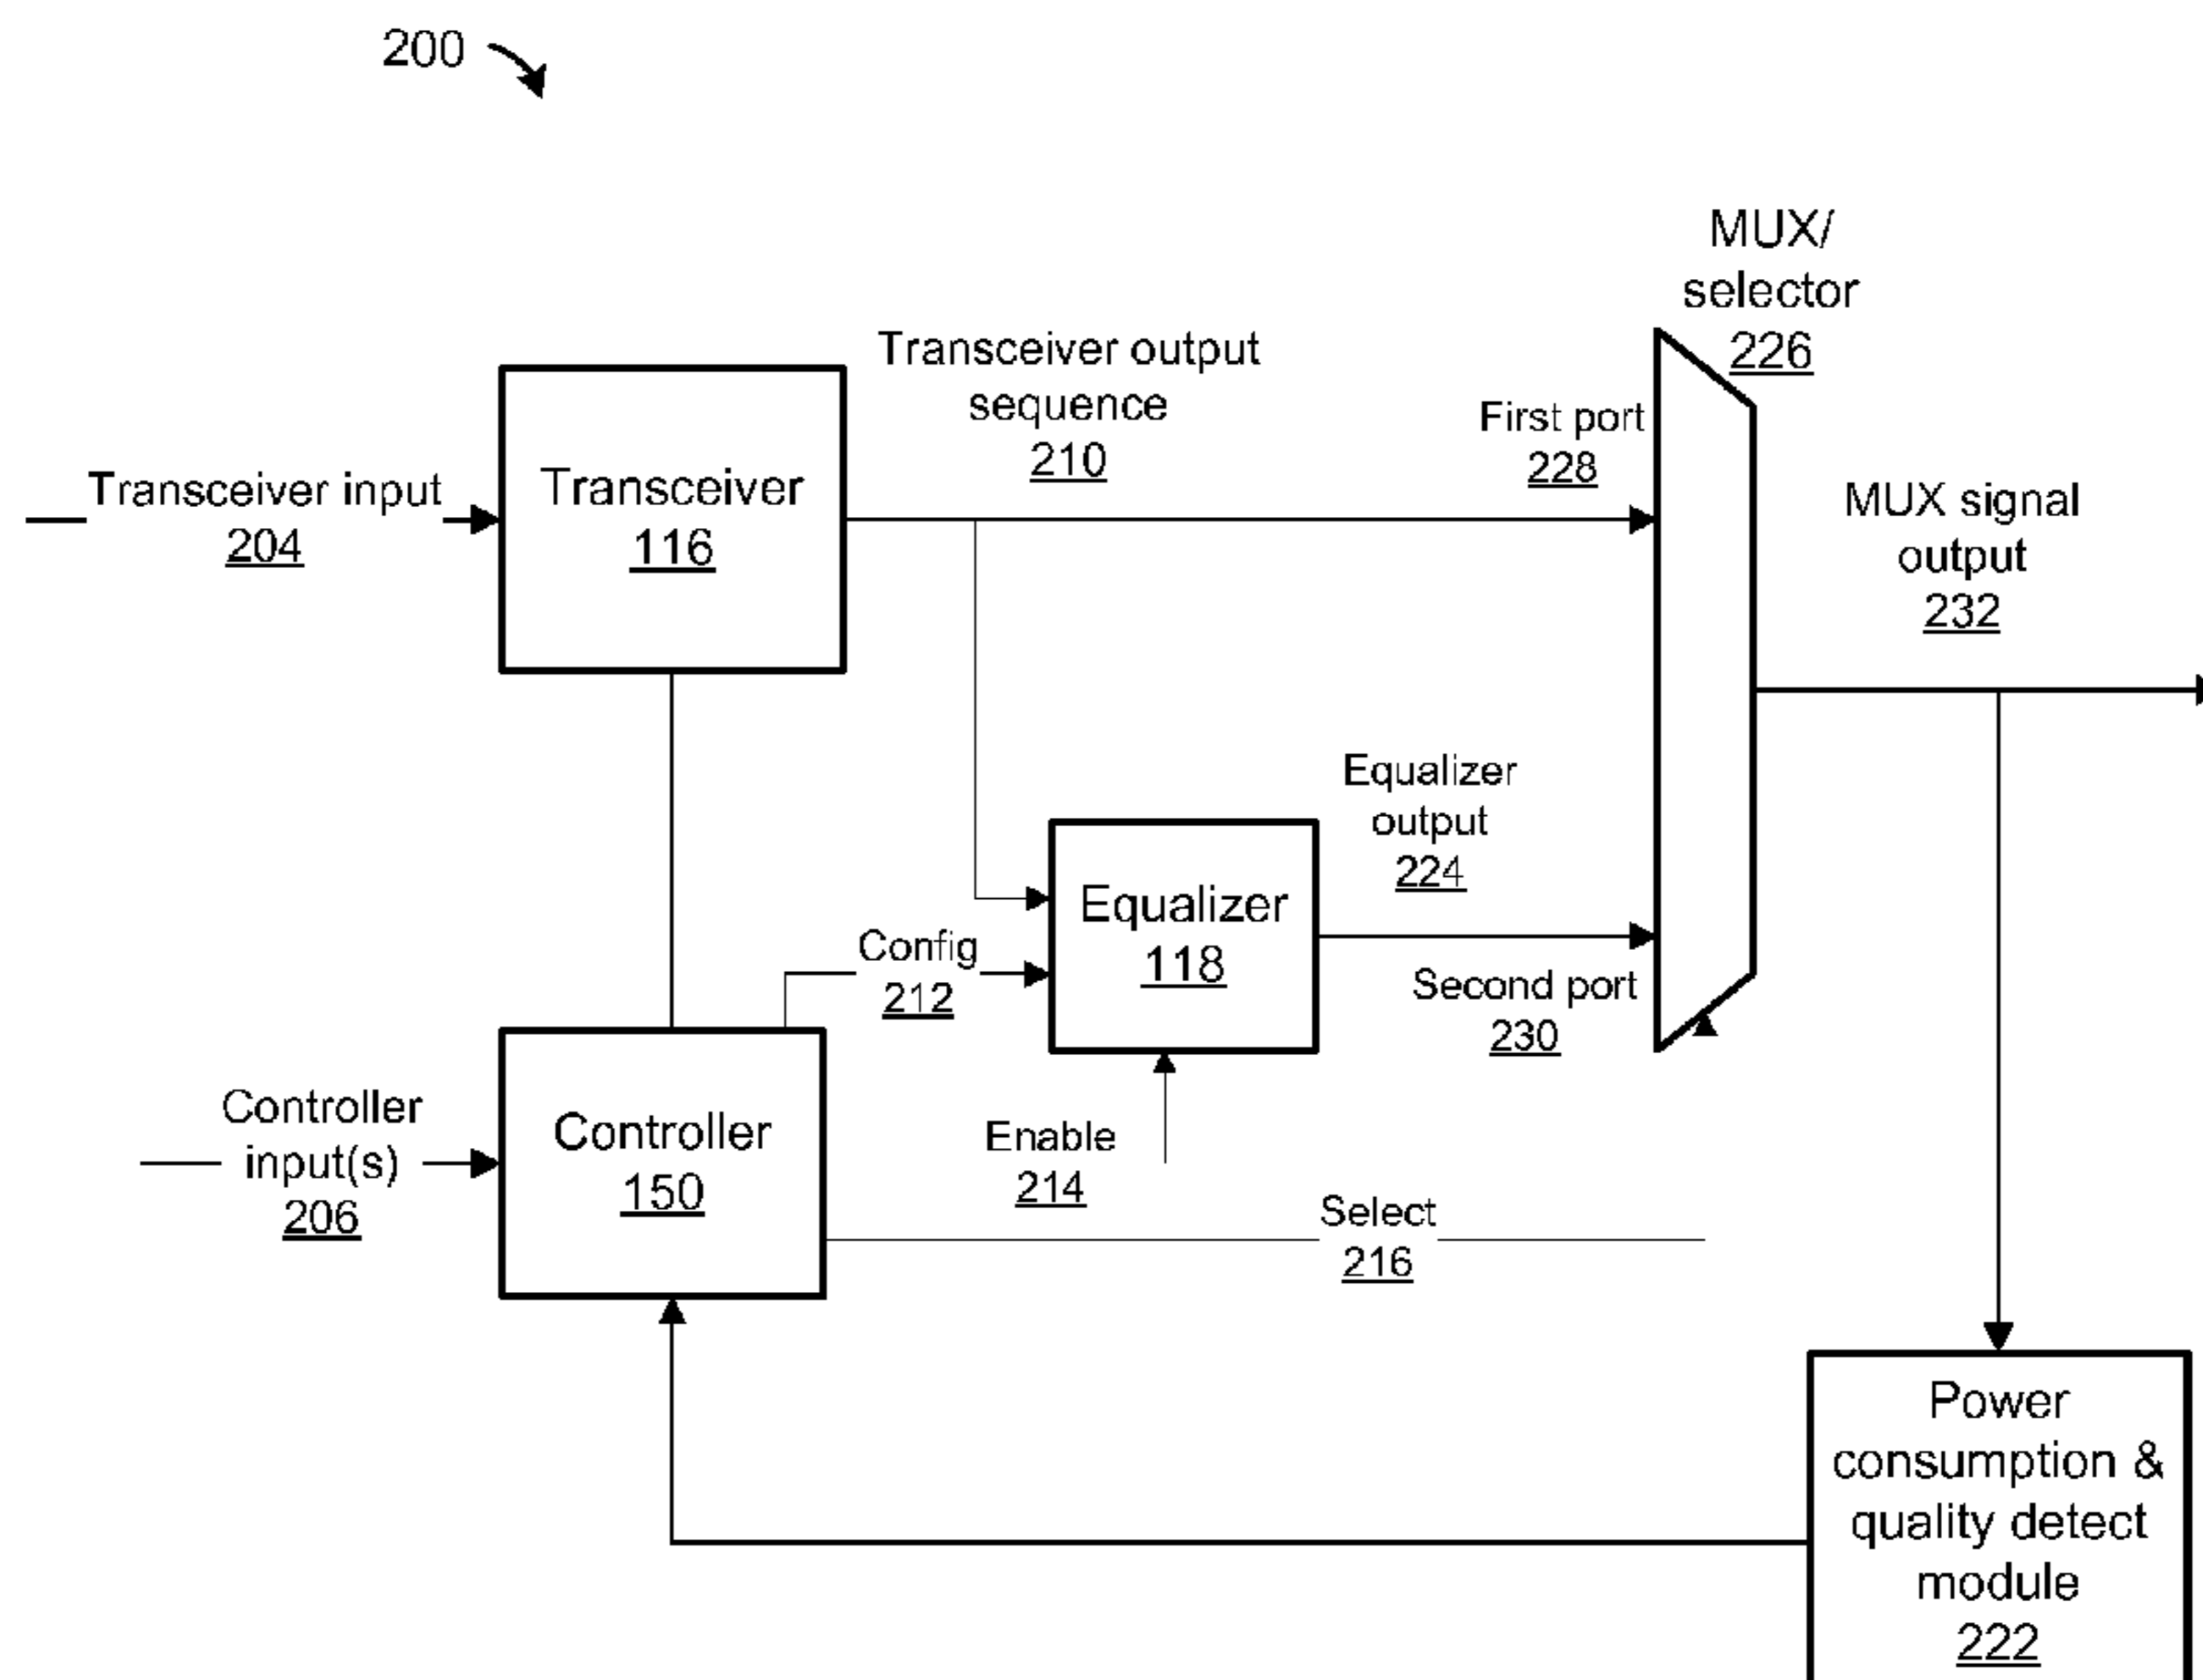 200
MUX/
selector
226
Transceiver output
sequence
210
First port
228
Transceiver input
204
Transceiver
116
MUX signal
output
232
Equalizer
output
224
Equalizer
118
Config
212
Second port
230
Controller
input(s)
206
Controller
150
Enable
214
Select
216
Power
consumption &
quality detect
module
222